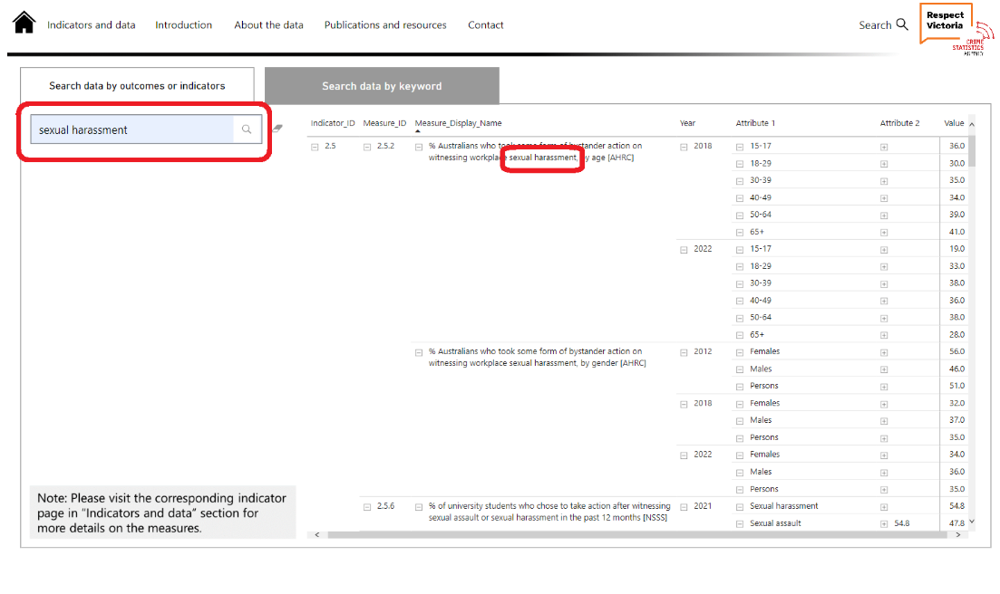 Indicators and data Introduction About the data Publications and resources Contact Search Respect
Victoria
CRIME
STATISTICS
AGENCY
Search data by outcomes or indicators Search data by keyword
sexual harassment
Indicator_ID Measure_ID Measure_Display_Name Year Attribute 1 Attribute 2 Value
2.5 2.5.2 % Australians who took some form of bystander action on 2018 15-17 36.0
witnessing workplace sexual harassment, by age [AHRC]
18-29 30.0
30-39 35.0
40-49 34.0
50-64 39.0
65+ 41.0
2022 15-17 19.0
18-29 33.0
30-39 38.0
40-49 36.0
50-64 38.0
65+ 28.0
% Australians who took some form of bystander action on 2012 Females 56.0
witnessing workplace sexual harassment, by gender [AHRC]
Males 46.0
Persons 51.0
2018 Females 32.0
Males 37.0
Persons 35.0
2022 Females 34.0
Males 36.0
Persons 35.0
2.5.6 % of university students who chose to take action after witnessing 2021 Sexual harassment 54.8
sexual assault or sexual harassment in the past 12 months [NSSS]
Sexual assault 54.8 47.8
Note: Please visit the corresponding indicator
page in "Indicators and data" section for
more details on the measures.